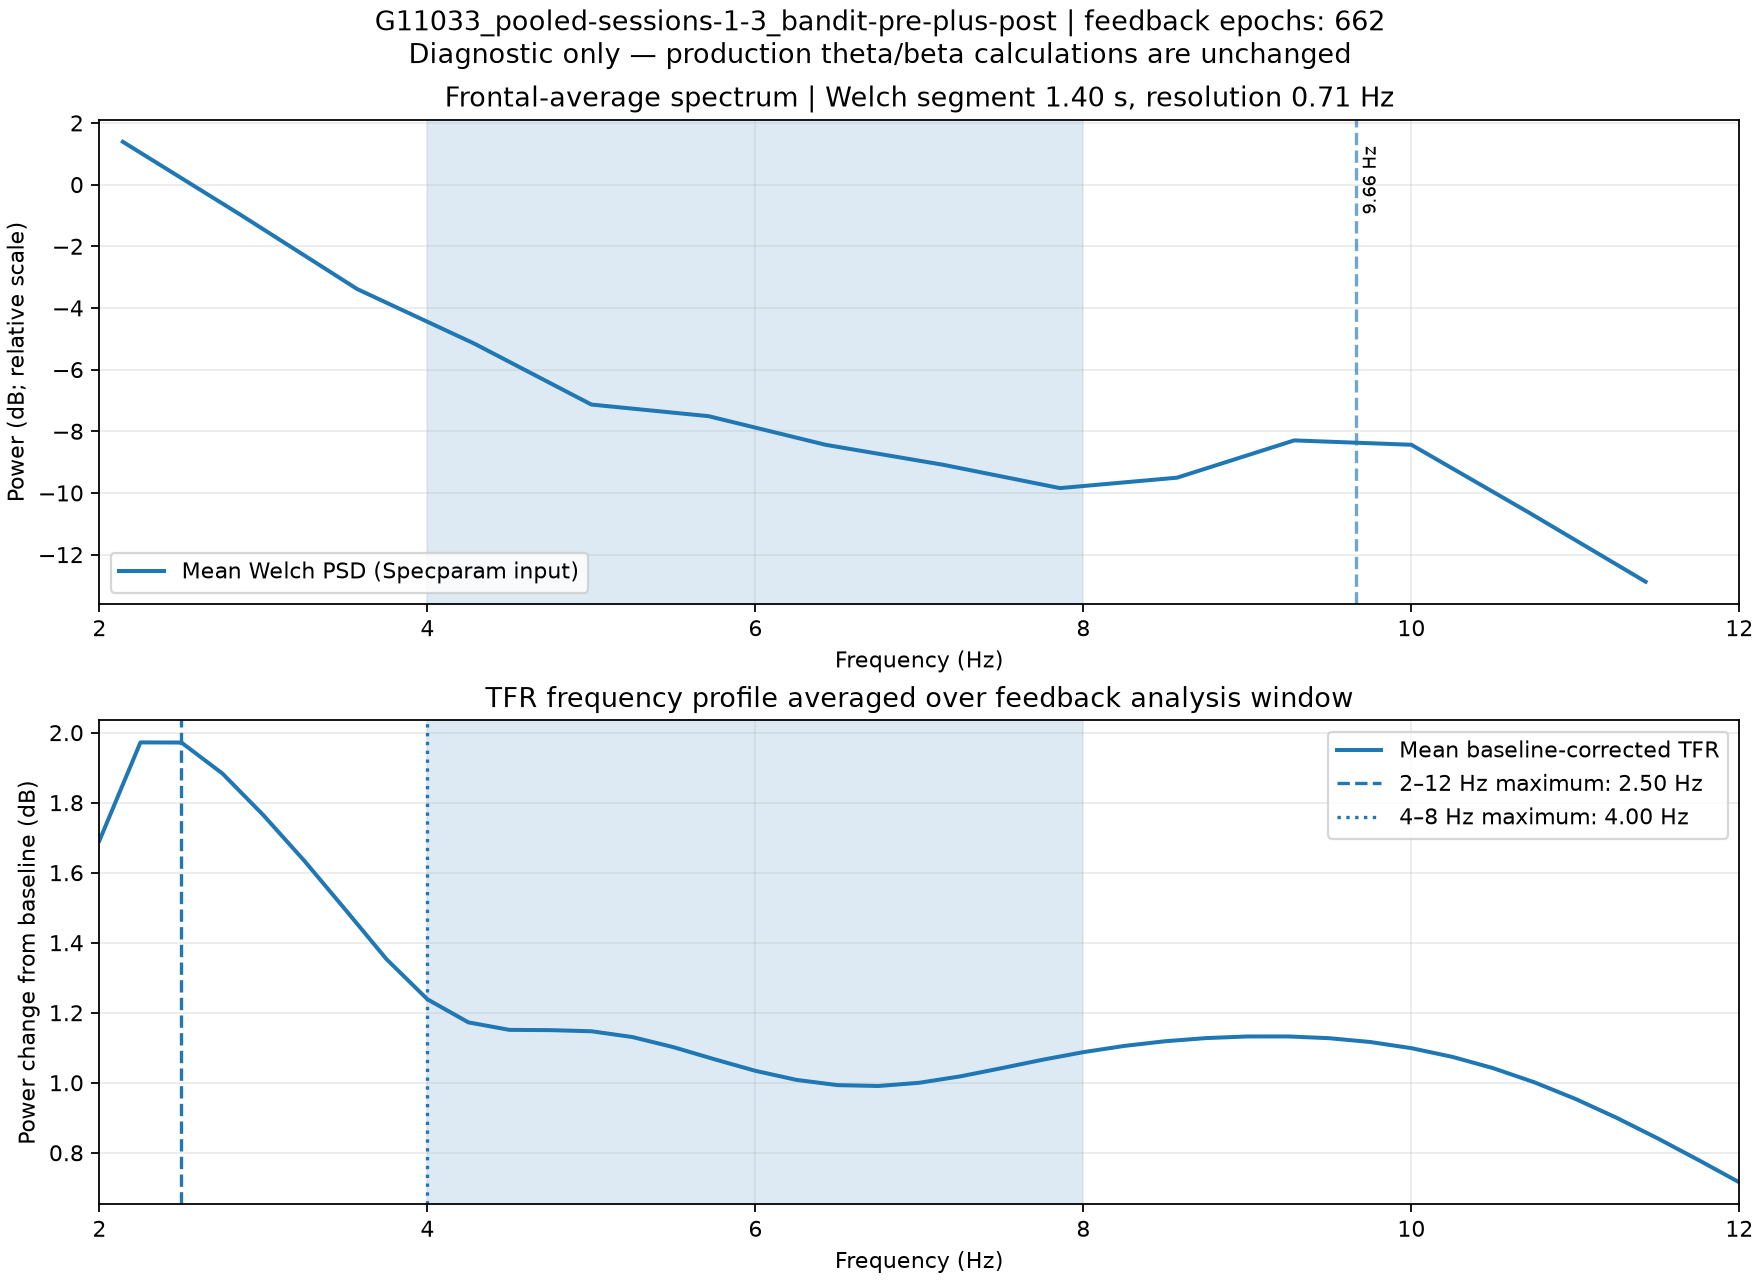 G11033_pooled-sessions-1-3_bandit-pre-plus-post | feedback epochs: 662
Diagnostic only — production theta/beta calculations are unchanged
Frontal-average spectrum | Welch segment 1.40 s, resolution 0.71 Hz
Power (dB; relative scale)
2
0
−2
−4
−6
−8
−10
−12
9.66 Hz
Mean Welch PSD (Specparam input)
2 4 6 8 10 12
Frequency (Hz)
TFR frequency profile averaged over feedback analysis window
Power change from baseline (dB)
2.0
1.8
1.6
1.4
1.2
1.0
0.8
Mean baseline-corrected TFR
2–12 Hz maximum: 2.50 Hz
4–8 Hz maximum: 4.00 Hz
2 4 6 8 10 12
Frequency (Hz)